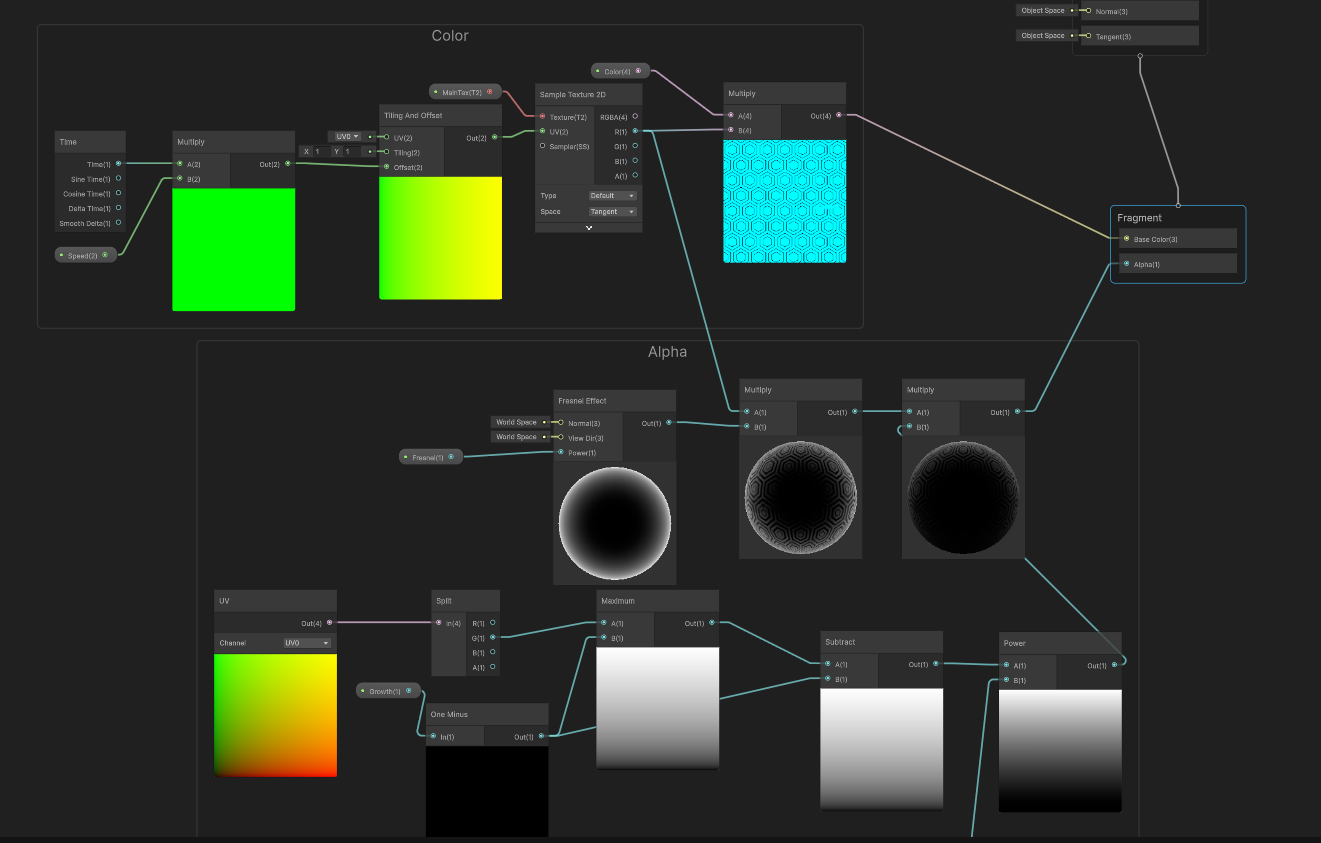 Object Space
Normal(3)
Object Space
Tangent(3)
Color
Color(4)
MainTex(T2)
Sample Texture 2D
Texture(T2)
RGBA(4)
UV(2)
R(1)
Sampler(SS)
G(1)
B(1)
A(1)
Type
Default
Space
Tangent
Multiply
A(4)
Out(4)
B(4)
Tiling And Offset
UV0
UV(2)
Out(2)
X 1 Y 1
Tiling(2)
Offset(2)
Time
Time(1)
Sine Time(1)
Cosine Time(1)
Delta Time(1)
Smooth Delta(1)
Speed(2)
Multiply
A(2)
Out(2)
B(2)
Fragment
Base Color(3)
Alpha(1)
Alpha
Fresnel Effect
World Space
Normal(3)
Out(1)
World Space
View Dir(3)
Fresnel(1)
Power(1)
Multiply
A(1)
Out(1)
B(1)
Multiply
A(1)
Out(1)
B(1)
UV
Out(4)
Channel
UV0
Split
In(4)
R(1)
G(1)
B(1)
A(1)
Growth(1)
One Minus
In(1)
Out(1)
Maximum
A(1)
Out(1)
B(1)
Subtract
A(1)
Out(1)
B(1)
Power
A(1)
Out(1)
B(1)